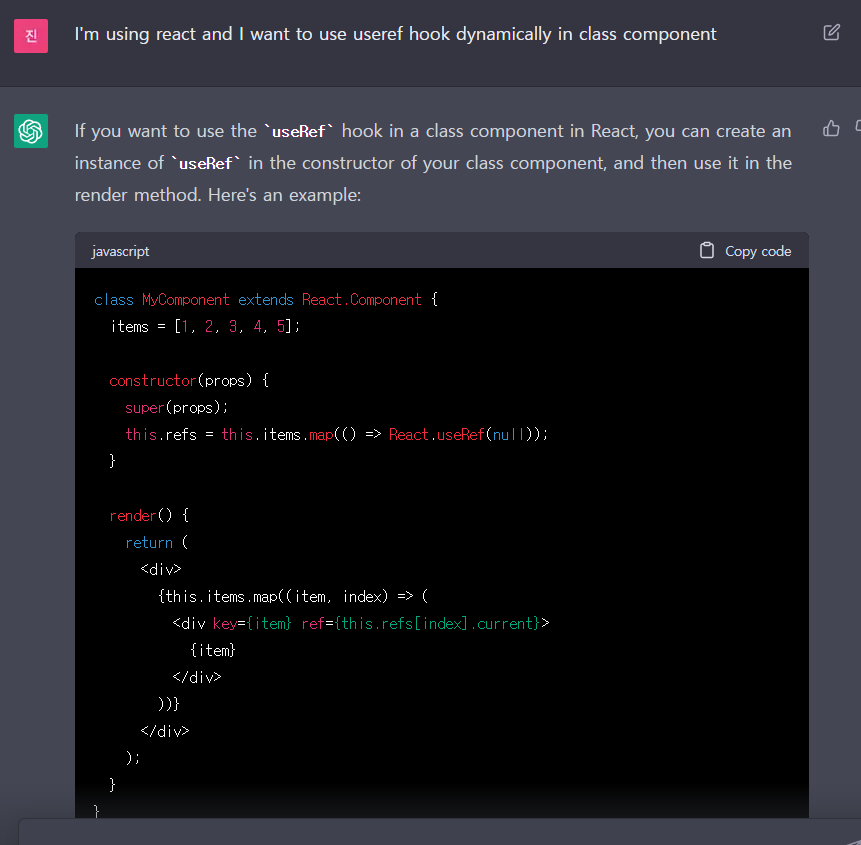 진
I'm using react and I want to use useref hook dynamically in class component
If you want to use the `useRef` hook in a class component in React, you can create an
instance of `useRef` in the constructor of your class component, and then use it in the
render method. Here's an example:
javascript
Copy code
class MyComponent extends React.Component {
  items = [1, 2, 3, 4, 5];
  constructor(props) {
    super(props);
    this.refs = this.items.map(() => React.useRef(null));
  }
  render() {
    return (
      <div>
        {this.items.map((item, index) => (
          <div key={item} ref={this.refs[index].current}>
            {item}
          </div>
        ))}
      </div>
    );
  }
}